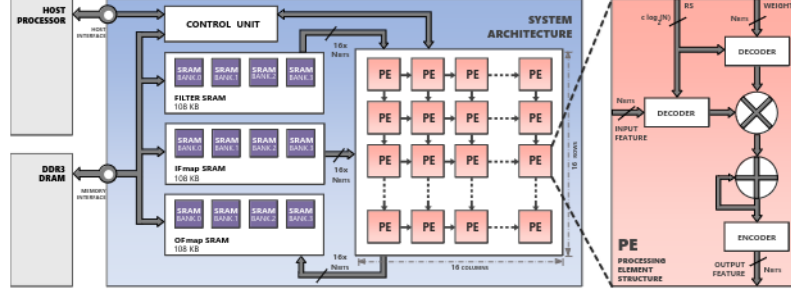 HOST
PROCESSOR
HOST
INTERFACE
DDR3
DRAM
MEMORY
INTERFACE
CONTROL UNIT
SYSTEM
ARCHITECTURE
SRAM SRAM SRAM SRAM
BANK.0 BANK.1 BANK.2 BANK.3
FILTER SRAM
108 KB
SRAM SRAM SRAM SRAM
BANK.0 BANK.1 BANK.2 BANK.3
IFmap SRAM
108 KB
SRAM SRAM SRAM SRAM
BANK.0 BANK.1 BANK.2 BANK.3
OFmap SRAM
108 KB
16x
NBITS
16x
NBITS
16x
NBITS
PE PE PE PE
PE PE PE PE
PE PE PE PE
PE PE PE PE
16 ROWS
16 COLUMNS
RS
c log2(N)
NBITS
WEIGHT
DECODER
NBITS
INPUT
FEATURE
DECODER
ENCODER
OUTPUT
FEATURE
NBITS
PE
PROCESSING
ELEMENT
STRUCTURE